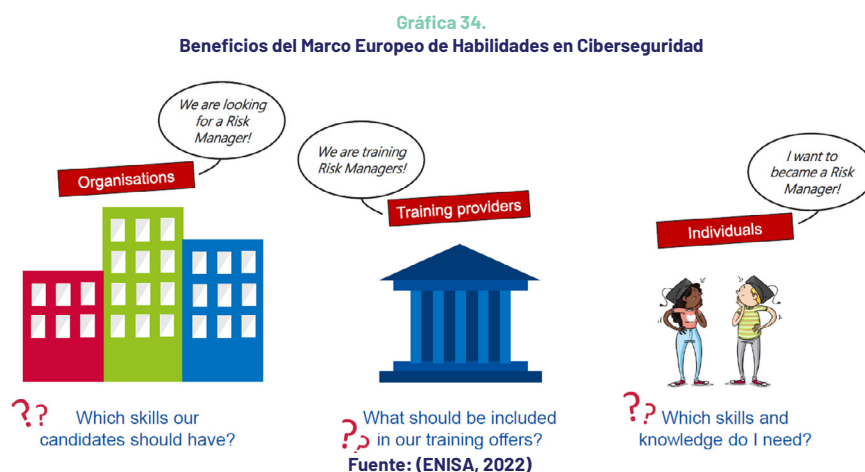 Gráfica 34.
Beneficios del Marco Europeo de Habilidades en Ciberseguridad
We are looking
for a Risk
Manager!
Organisations
We are training
Risk Managers!
Training providers
I want to
became a Risk
Manager!
Individuals
?? Which skills our
candidates should have?
What should be included
?? in our training offers?
?? Which skills and
knowledge do I need?
Fuente: (ENISA, 2022)